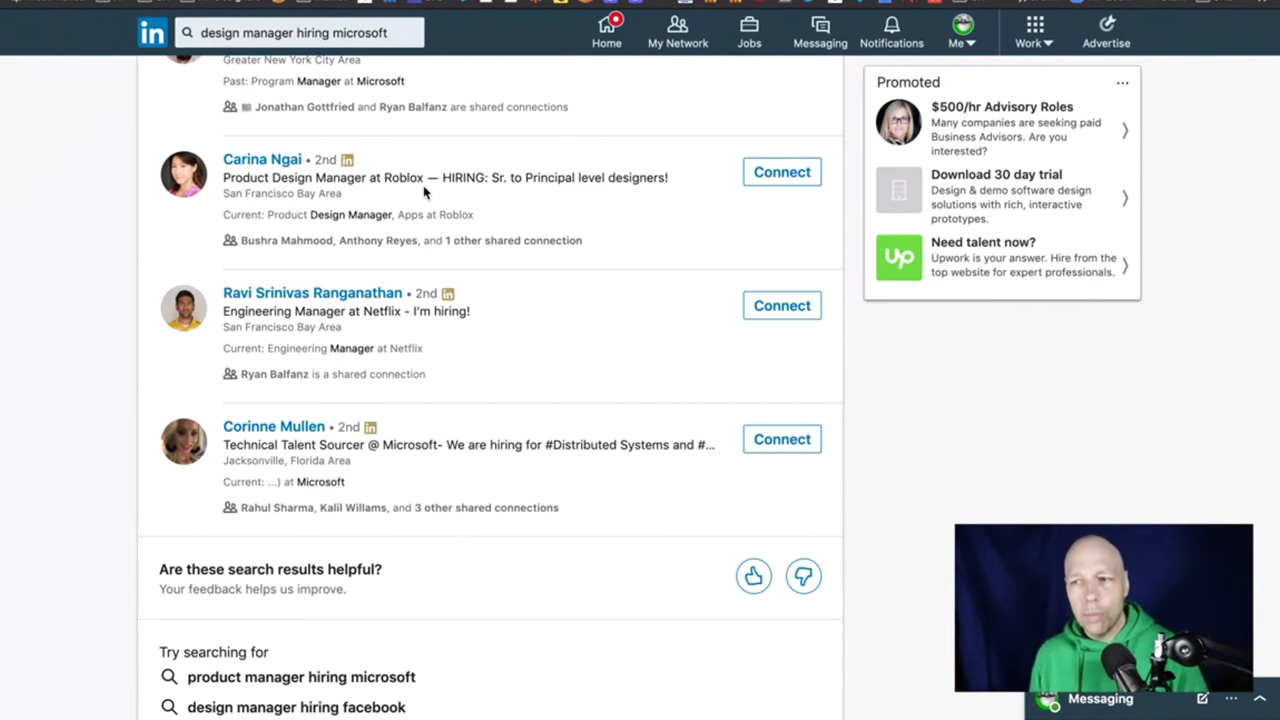 in
design manager hiring microsoft
Home
My Network
Jobs
Messaging
Notifications
Me
Work
Advertise
Greater New York City Area
Past: Program Manager at Microsoft
Jonathan Gottfried and Ryan Balfanz are shared connections
Carina Ngai • 2nd in
Product Design Manager at Roblox — HIRING: Sr. to Principal level designers!
San Francisco Bay Area
Current: Product Design Manager, Apps at Roblox
Bushra Mahmood, Anthony Reyes, and 1 other shared connection
Connect
Ravi Srinivas Ranganathan • 2nd in
Engineering Manager at Netflix - I'm hiring!
San Francisco Bay Area
Current: Engineering Manager at Netflix
Ryan Balfanz is a shared connection
Connect
Corinne Mullen • 2nd in
Technical Talent Sourcer @ Microsoft- We are hiring for #Distributed Systems and #...
Jacksonville, Florida Area
Current: ...) at Microsoft
Rahul Sharma, Kalil Willams, and 3 other shared connections
Connect
Are these search results helpful?
Your feedback helps us improve.
Try searching for
product manager hiring microsoft
design manager hiring facebook
Promoted
$500/hr Advisory Roles
Many companies are seeking paid
Business Advisors. Are you
interested?
Download 30 day trial
Design & demo software design
solutions with rich, interactive
prototypes.
Up
Need talent now?
Upwork is your answer. Hire from the
top website for expert professionals.
Messaging